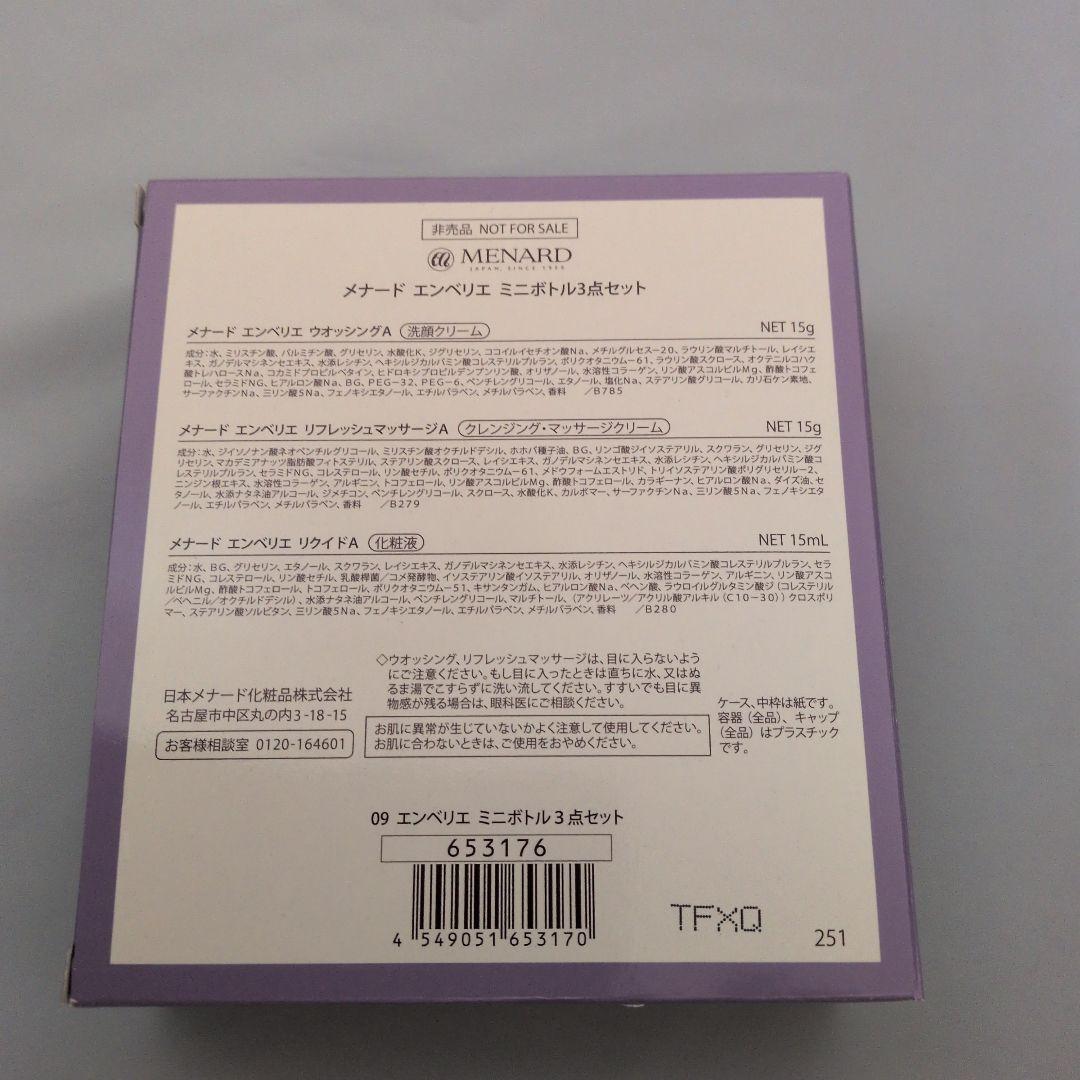 非売品 NOT FOR SALE
MENARD
JAPAN, SINCE 1959
メナード エンベリエ ミニボトル3点セット
メナード エンベリエ ウオッシングA 洗顔クリーム NET 15g
成分：水、ミリスチン酸、パルミチン酸、グリセリン、水酸化K、ジグリセリン、ココイルイセチオン酸Na、メチルグルセス－20、ラウリン酸マルチトール、レイシエ
キス、ガノデルマシネンセエキス、水添レシチン、ヘキシルジカルバミン酸コレステリルプルラン、ポリクオタニウム－61、ラウリン酸スクロース、オクテニルコハク
酸トレハロースNa、コカミドプロピルベタイン、ヒドロキシプロピルデンプンリン酸、オリザノール、水溶性コラーゲン、リン酸アスコルビルMg、酢酸トコフェ
ロール、セラミドNG、ヒアルロン酸Na、BG、PEG－32、PEG－6、ペンチレングリコール、エタノール、塩化Na、ステアリン酸グリコール、カリ石ケン素地、
サーファクチンNa、三リン酸5Na、フェノキシエタノール、エチルパラベン、メチルパラベン、香料 ／B785
メナード エンベリエ リフレッシュマッサージA クレンジング・マッサージクリーム NET 15g
成分：水、ジイソノナン酸ネオペンチルグリコール、ミリスチン酸オクチルドデシル、ホホバ種子油、BG、リンゴ酸ジイソステアリル、スクワラン、グリセリン、ジグ
リセリン、マカデミアナッツ脂肪酸フィトステリル、ステアリン酸スクロース、レイシエキス、ガノデルマシネンセエキス、水添レシチン、ヘキシルジカルバミン酸コ
レステリルプルラン、セラミドNG、コレステロール、リン酸セチル、ポリクオタニウム－61、メドウフォームエストリド、トリイソステアリン酸ポリグリセリル－2、
ニンジン根エキス、水溶性コラーゲン、アルギニン、トコフェロール、リン酸アスコルビルMg、酢酸トコフェロール、カラギーナン、ヒアルロン酸Na、ダイズ油、セ
タノール、水添ナタネ油アルコール、ジメチコン、ペンチレングリコール、スクロース、水酸化K、カルボマー、サーファクチンNa、三リン酸5Na、フェノキシエタ
ノール、エチルパラベン、メチルパラベン、香料 ／B279
メナード エンベリエ リクイドA 化粧液 NET 15mL
成分：水、BG、グリセリン、エタノール、スクワラン、レイシエキス、ガノデルマシネンセエキス、水添レシチン、ヘキシルジカルバミン酸コレステリルプルラン、セラ
ミドNG、コレステロール、リン酸セチル、乳酸桿菌／コメ発酵物、イソステアリン酸イソステアリル、オリザノール、水溶性コラーゲン、アルギニン、リン酸アスコ
ルビルMg、酢酸トコフェロール、トコフェロール、ポリクオタニウム－51、キサンタンガム、ヒアルロン酸Na、ベヘン酸、ラウロイルグルタミン酸ジ（コレステリル
／ベヘニル／オクチルドデシル）、水添ナタネ油アルコール、ペンチレングリコール、マルチトール、（アクリレーツ／アクリル酸アルキル（C10－30））クロスポリ
マー、ステアリン酸ソルビタン、三リン酸5Na、フェノキシエタノール、エチルパラベン、メチルパラベン、香料 ／B280
◇ウオッシング、リフレッシュマッサージは、目に入らないよう
にご注意ください。もし目に入ったときは直ちに水、又はぬ
るま湯でこすらずに洗い流してください。すすいでも目に異
物感が残る場合は、眼科医にご相談ください。
日本メナード化粧品株式会社
名古屋市中区丸の内3-18-15
お客様相談室 0120-164601
お肌に異常が生じていないかよく注意して使用してください。
お肌に合わないときは、ご使用をおやめください。
ケース、中枠は紙です。
容器（全品）、キャップ
（全品）はプラスチック
です。
09 エンベリエ ミニボトル3点セット
653176
4 549051 653170
TFXQ
251